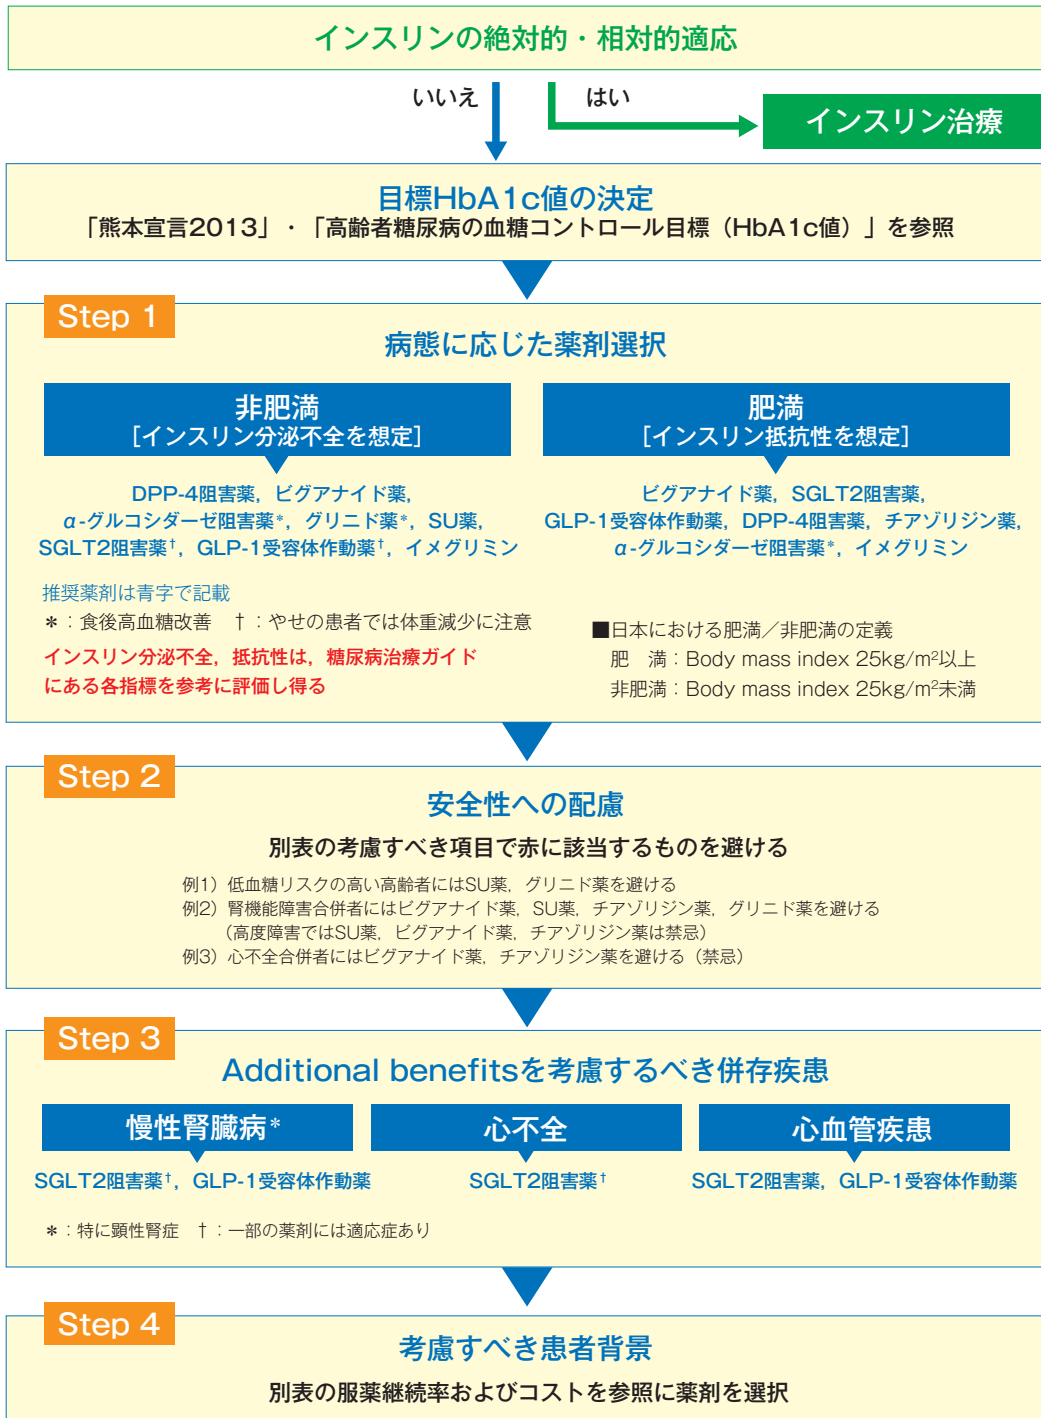 インスリンの絶対的・相対的適応
いいえ
はい
インスリン治療
目標HbA1c値の決定
「熊本宣言2013」・「高齢者糖尿病の血糖コントロール目標（HbA1c値）」を参照
Step 1
病態に応じた薬剤選択
非肥満
［インスリン分泌不全を想定］
DPP-4阻害薬，ビグアナイド薬，
α-グルコシダーゼ阻害薬*，グリニド薬*，SU薬，
SGLT2阻害薬†，GLP-1受容体作動薬†，イメグリミン
肥満
［インスリン抵抗性を想定］
ビグアナイド薬，SGLT2阻害薬，
GLP-1受容体作動薬，DPP-4阻害薬，チアゾリジン薬，
α-グルコシダーゼ阻害薬*，イメグリミン
推奨薬剤は青字で記載
＊：食後高血糖改善　†：やせの患者では体重減少に注意
インスリン分泌不全，抵抗性は，糖尿病治療ガイド
にある各指標を参考に評価し得る
■日本における肥満／非肥満の定義
肥　満：Body mass index 25kg/m²以上
非肥満：Body mass index 25kg/m²未満
Step 2
安全性への配慮
別表の考慮すべき項目で赤に該当するものを避ける
例1）低血糖リスクの高い高齢者にはSU薬，グリニド薬を避ける
例2）腎機能障害合併者にはビグアナイド薬，SU薬，チアゾリジン薬，グリニド薬を避ける
（高度障害ではSU薬，ビグアナイド薬，チアゾリジン薬は禁忌）
例3）心不全合併者にはビグアナイド薬，チアゾリジン薬を避ける（禁忌）
Step 3
Additional benefitsを考慮するべき併存疾患
慢性腎臓病*
SGLT2阻害薬†，GLP-1受容体作動薬
心不全
SGLT2阻害薬†
心血管疾患
SGLT2阻害薬，GLP-1受容体作動薬
＊：特に顕性腎症　†：一部の薬剤には適応症あり
Step 4
考慮すべき患者背景
別表の服薬継続率およびコストを参照に薬剤を選択